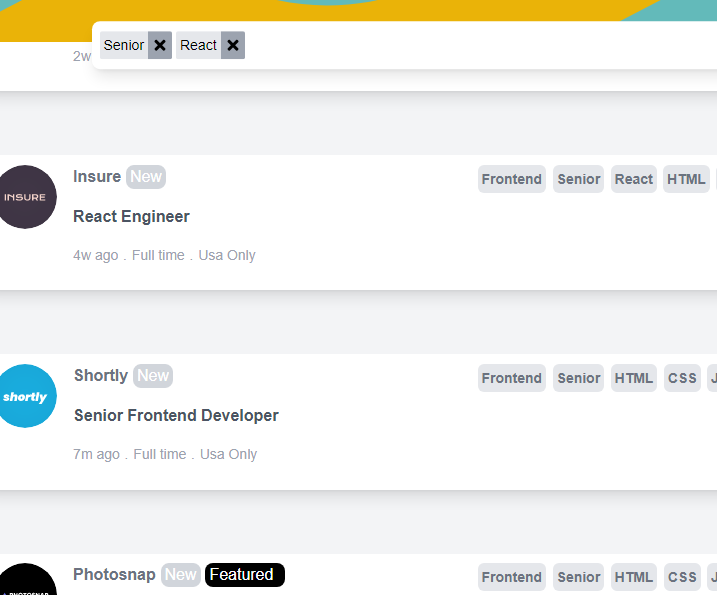 Senior × React ×
2w
Insure New Frontend Senior React HTML
INSURE
React Engineer
4w ago . Full time . Usa Only
Shortly New Frontend Senior HTML CSS J
shortly
Senior Frontend Developer
7m ago . Full time . Usa Only
Photosnap New Featured Frontend Senior HTML CSS
PHOTOSNAP